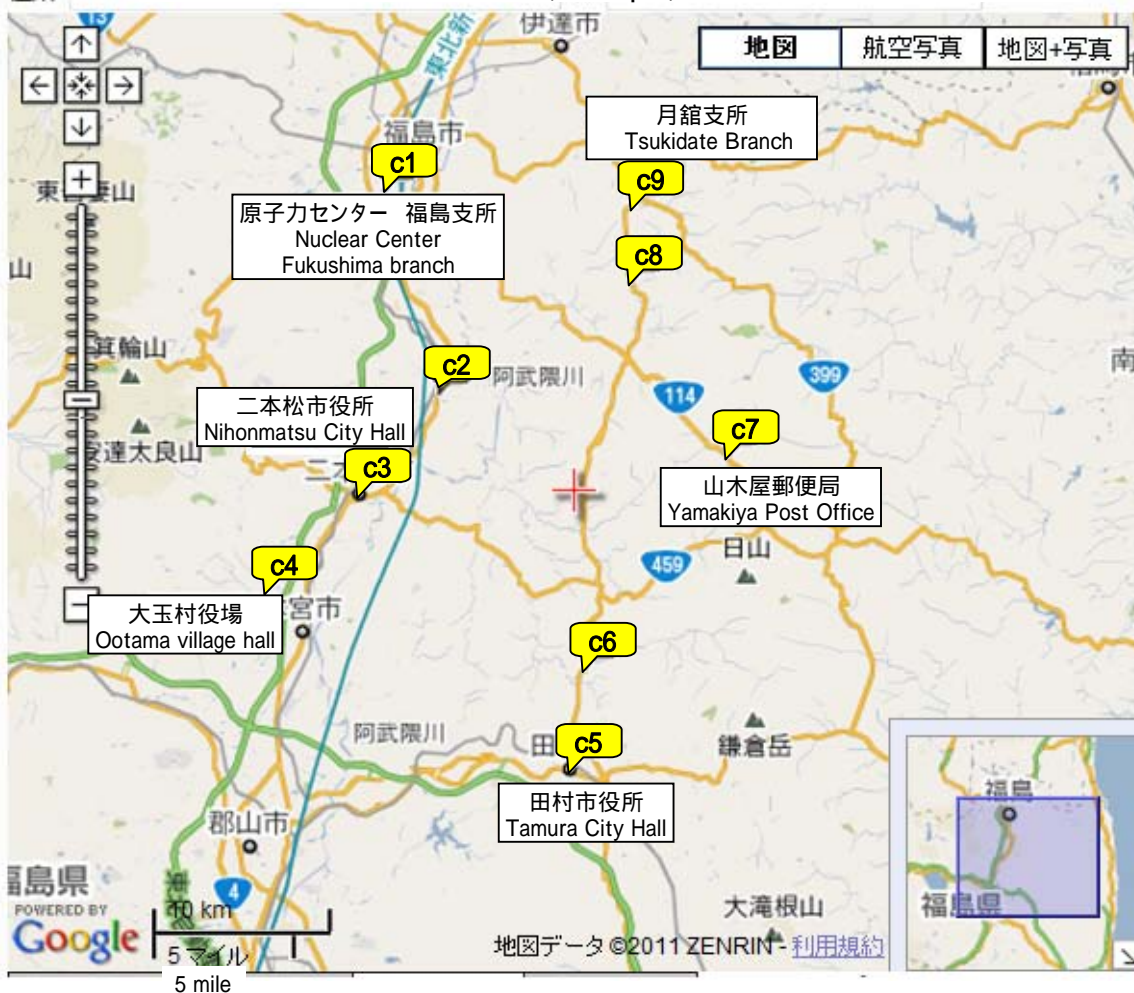 13
東北新
伊達市
地図
航空写真
地図+写真
福島市
月舘支所
Tsukidate Branch
c1
c9
原子力センター 福島支所
Nuclear Center
Fukushima branch
山
c8
箕輪山
c2
阿武隈川
114
399
南
二本松市役所
Nihonmatsu City Hall
安達太良山
c7
二本
c3
山木屋郵便局
Yamakiya Post Office
日山
459
c4
大玉村役場
Ootama village hall
宮市
c6
阿武隈川
田
c5
鎌倉岳
田村市役所
Tamura City Hall
郡山市
福島
福島県
福島県
4
大滝根山
POWERED BY
Google
10 km
5 マイル
5 mile
地図データ ©2011 ZENRIN - 利用規約